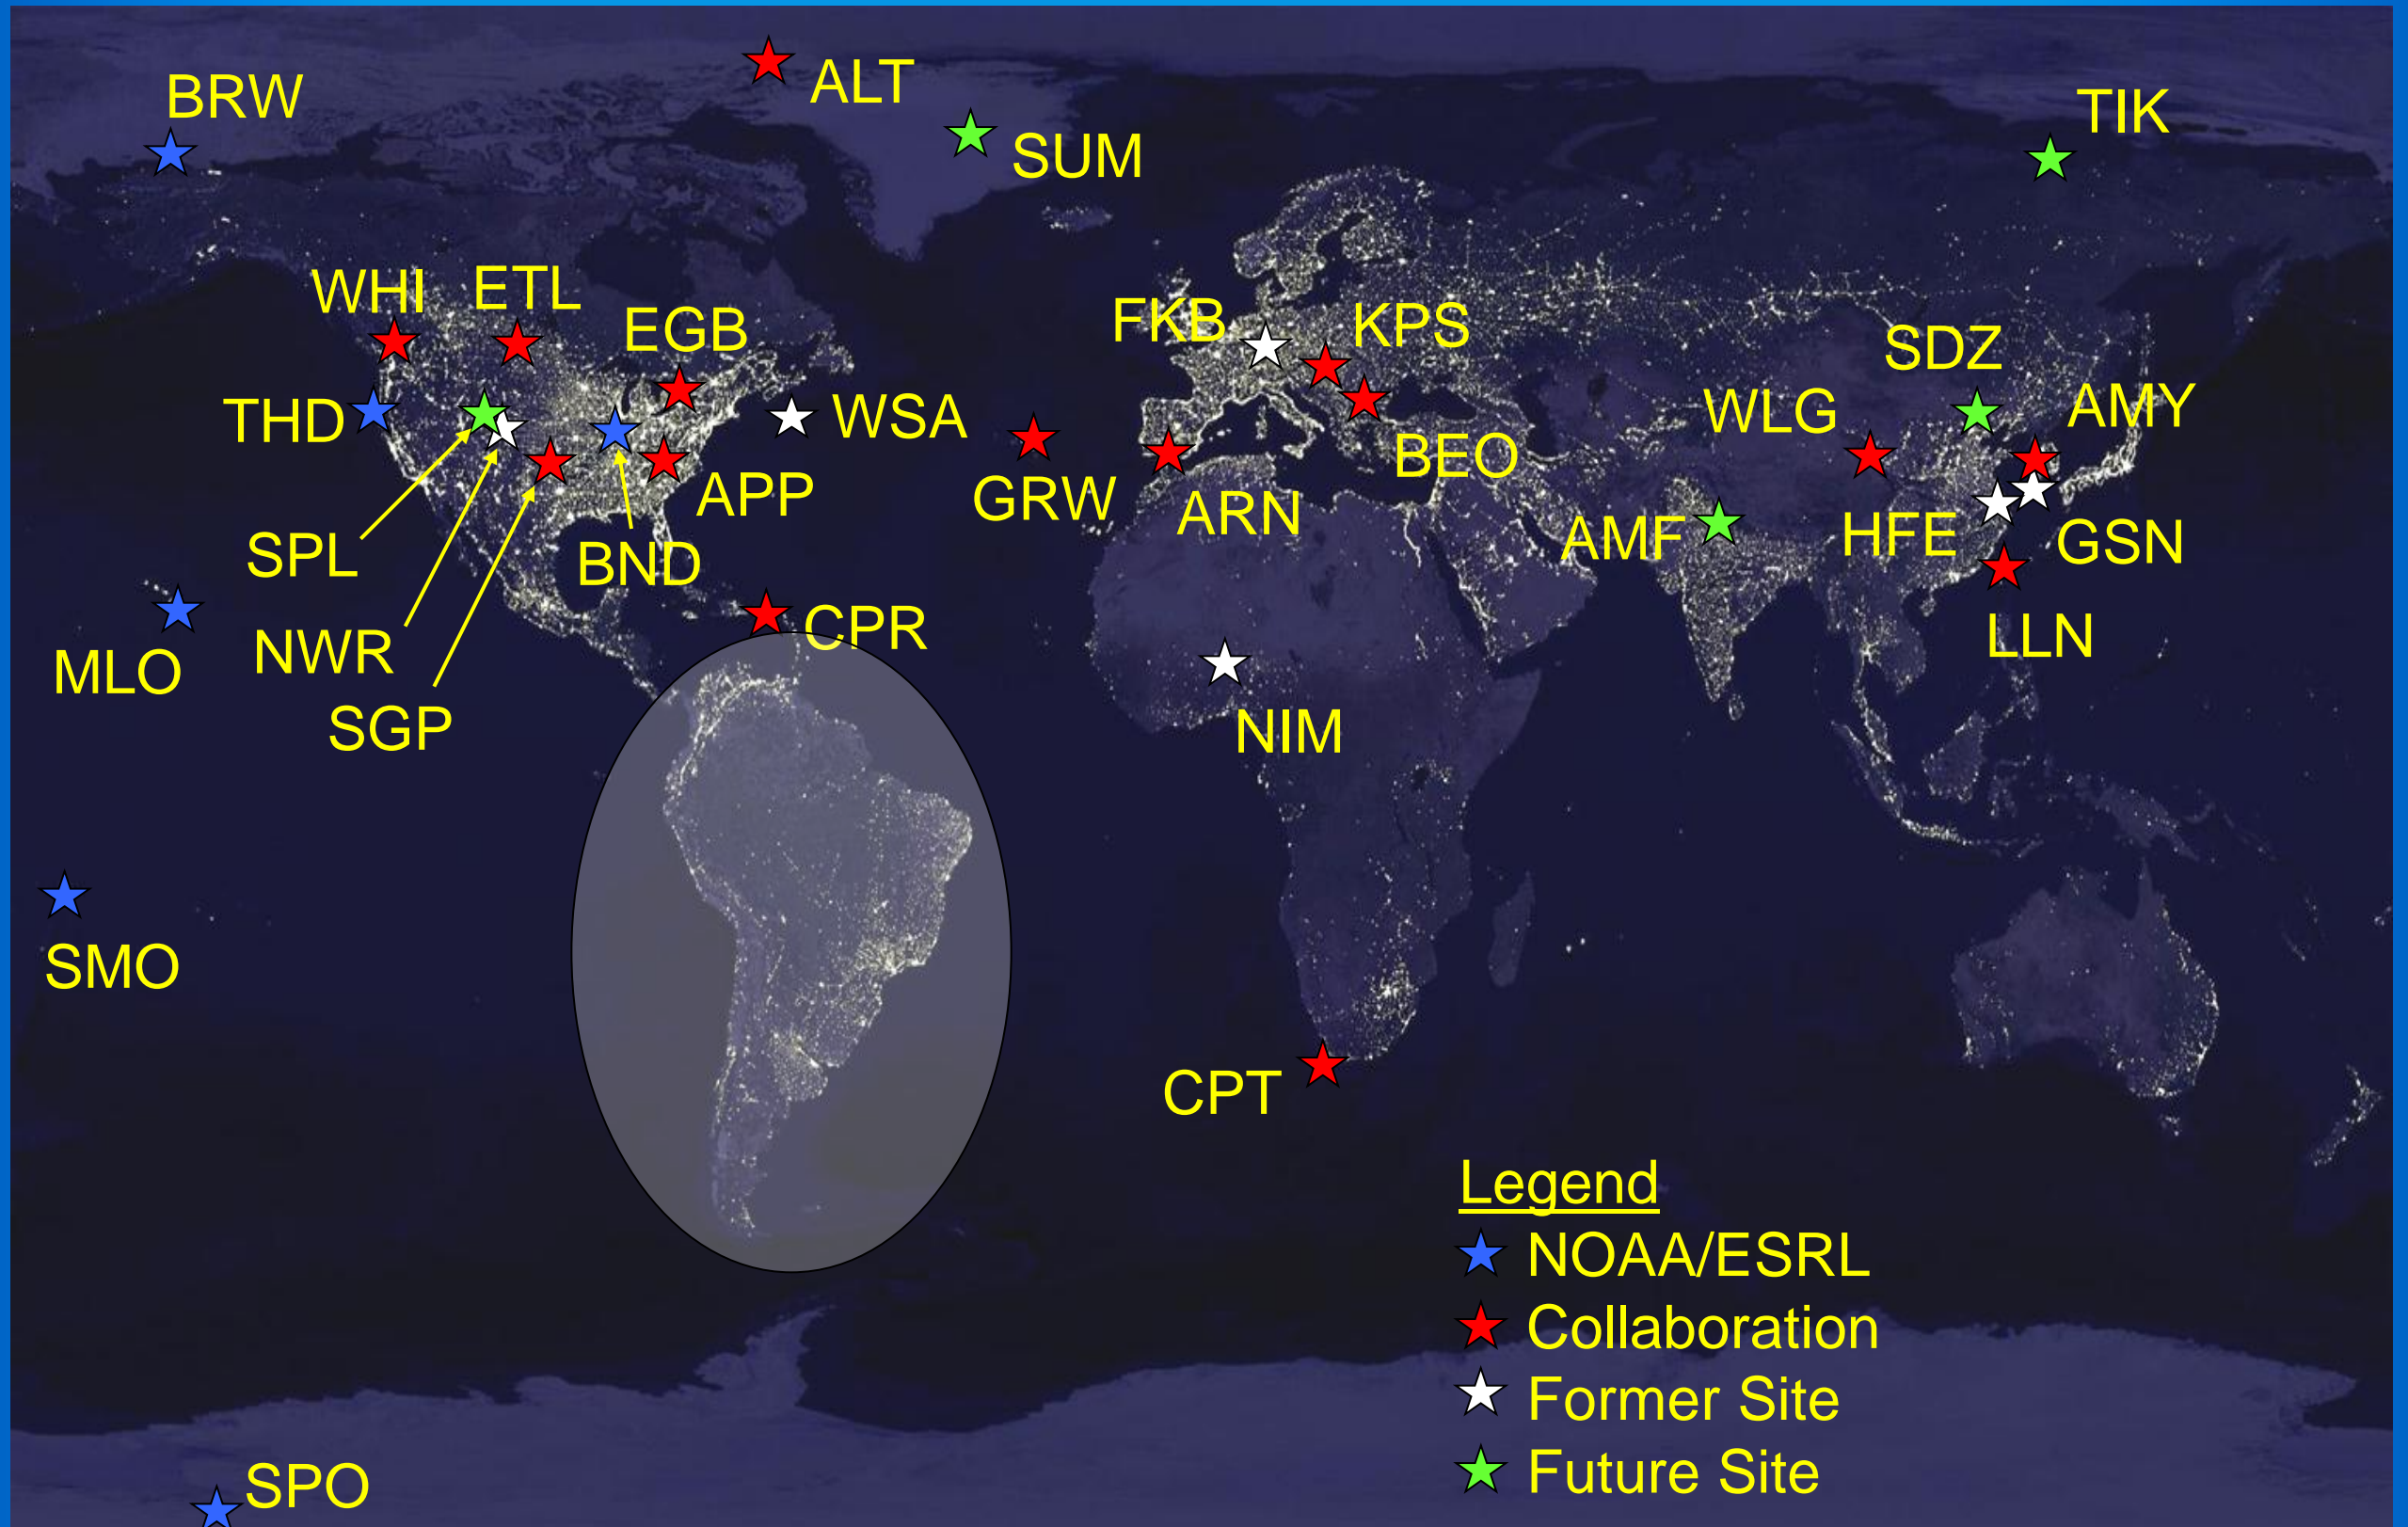 BRW
ALT
SUM
TIK
WHI
ETL
EGB
FKB
KPS
SDZ
THD
WSA
WLG
AMY
GRW
ARN
BEO
APP
SPL
BND
AMF
HFE
GSN
MLO
NWR
CPR
LLN
SGP
NIM
SMO
CPT
Legend
NOAA/ESRL
Collaboration
Former Site
Future Site
SPO